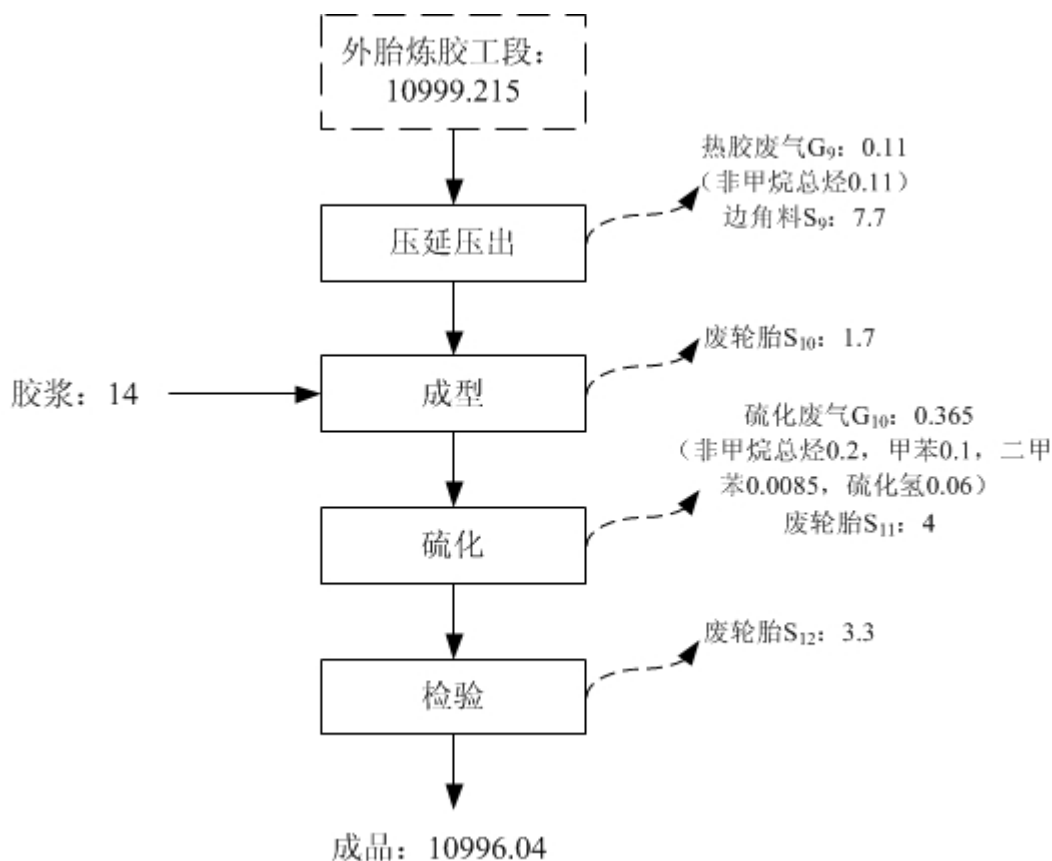 外胎炼胶工段：
10999.215
热胶废气G₉：0.11
（非甲烷总烃0.11）
边角料S₉：7.7
压延压出
废轮胎S₁₀：1.7
胶浆：14
成型
硫化废气G₁₀：0.365
（非甲烷总烃0.2，甲苯0.1，二甲
苯0.0085，硫化氢0.06）
废轮胎S₁₁：4
硫化
废轮胎S₁₂：3.3
检验
成品：10996.04